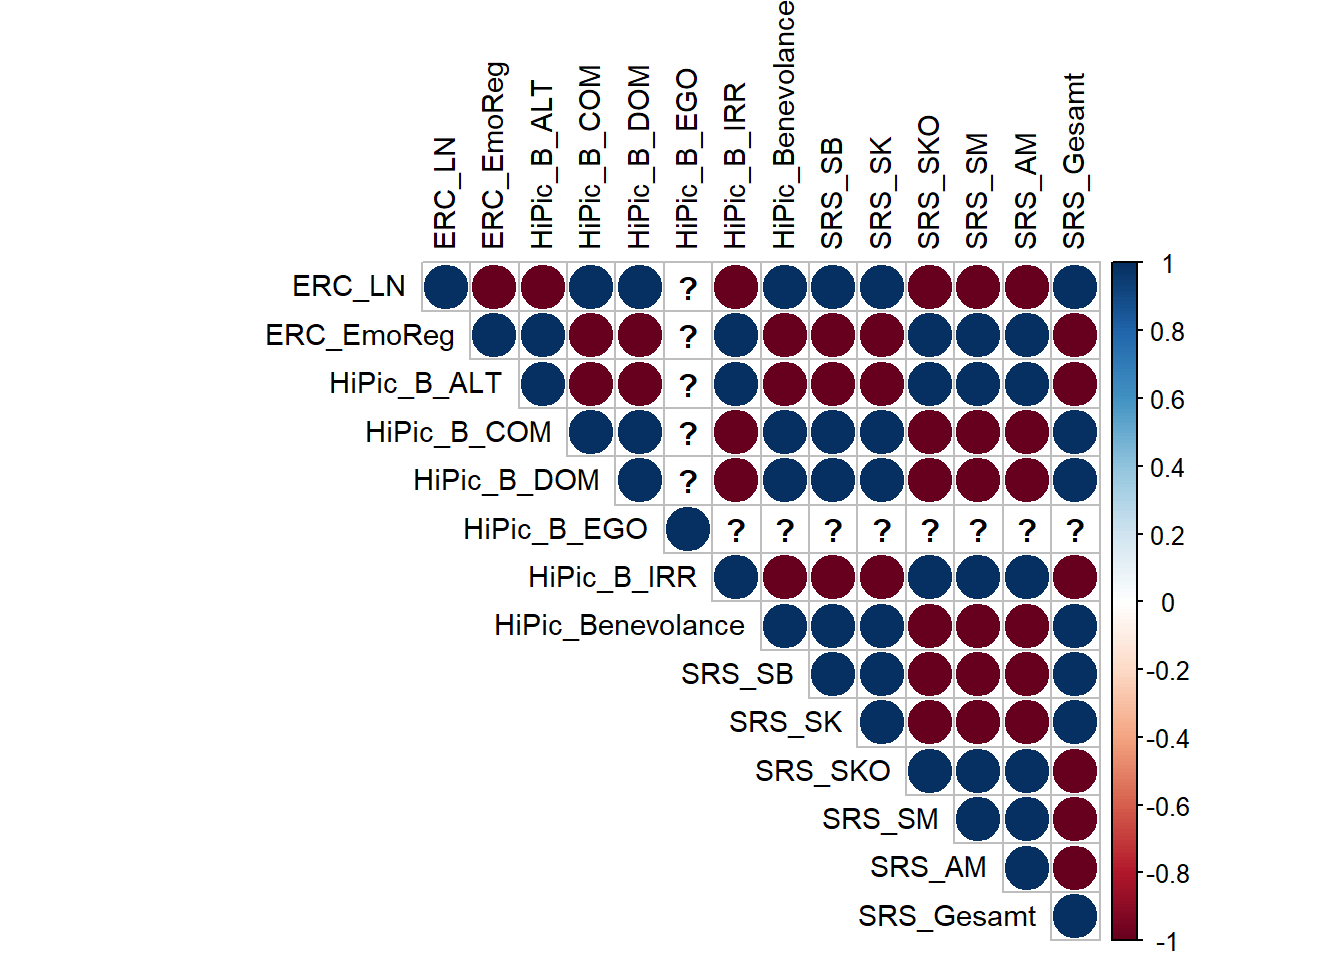 ERC_LN
ERC_EmoReg
HiPic_B_ALT
HiPic_B_COM
HiPic_B_DOM
HiPic_B_EGO
HiPic_B_IRR
HiPic_Benevolance
SRS_SB
SRS_SK
SRS_SKO
SRS_SM
SRS_AM
SRS_Gesamt
ERC_LN ?
ERC_EmoReg ?
HiPic_B_ALT ?
HiPic_B_COM ?
HiPic_B_DOM ?
HiPic_B_EGO ? ? ? ? ? ? ? ?
HiPic_B_IRR
HiPic_Benevolance
SRS_SB
SRS_SK
SRS_SKO
SRS_SM
SRS_AM
SRS_Gesamt
1
0.8
0.6
0.4
0.2
0
-0.2
-0.4
-0.6
-0.8
-1